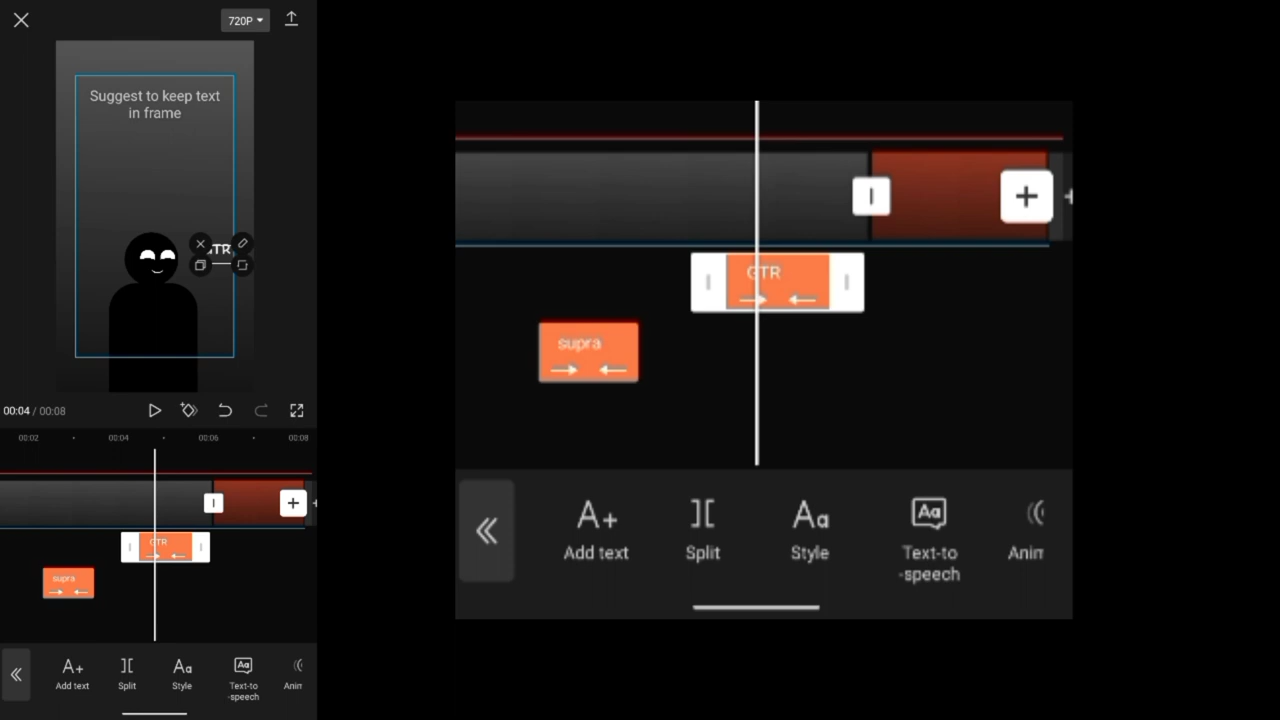 720P
Suggest to keep text
in frame
TR
00:04 / 00:08
00:02
00:04
00:06
00:08
GTR
supra
Add text
Split
Style
Text-to
-speech
Anim
GTR
supra
Add text
Split
Style
Text-to
-speech
Anim